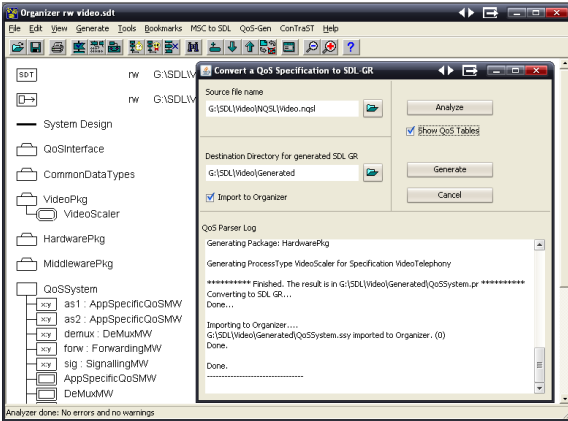 Organizer rw video.sdt
File Edit View Generate Tools Bookmarks MSC to SDL QoS-Gen ConTraST Help
SDT rw G:\SDL\V
rw G:\SDL\V
System Design
QoSInterface
CommonDataTypes
VideoPkg
VideoScaler
HardwarePkg
MiddlewarePkg
QoSSystem
x:y as1 : AppSpecificQoSMW
x:y as2 : AppSpecificQoSMW
x:y demux : DeMuxMW
x:y forw : ForwardingMW
x:y sig : SignallingMW
AppSpecificQoSMW
DeMuxMW
Analyzer done: No errors and no warnings
Convert a QoS Specification to SDL-GR
Source file name
G:\SDL\Video\NQSL\Video.nqsl
Analyze
Show QoS Tables
Destination Directory for generated SDL GR
G:\SDL\Video\Generated
Generate
Import to Organizer
Cancel
QoS Parser Log
Generating Package: HardwarePkg
Generating ProcessType VideoScaler for Specification VideoTelephony
********** Finished. The result is in G:\SDL\Video\Generated\QoSSystem.pr **********
Converting to SDL GR...
Done...
Importing to Organizer....
G:\SDL\Video\Generated\QoSSystem.ssy imported to Organizer. (0)
Done.
Done.
---------------------------------